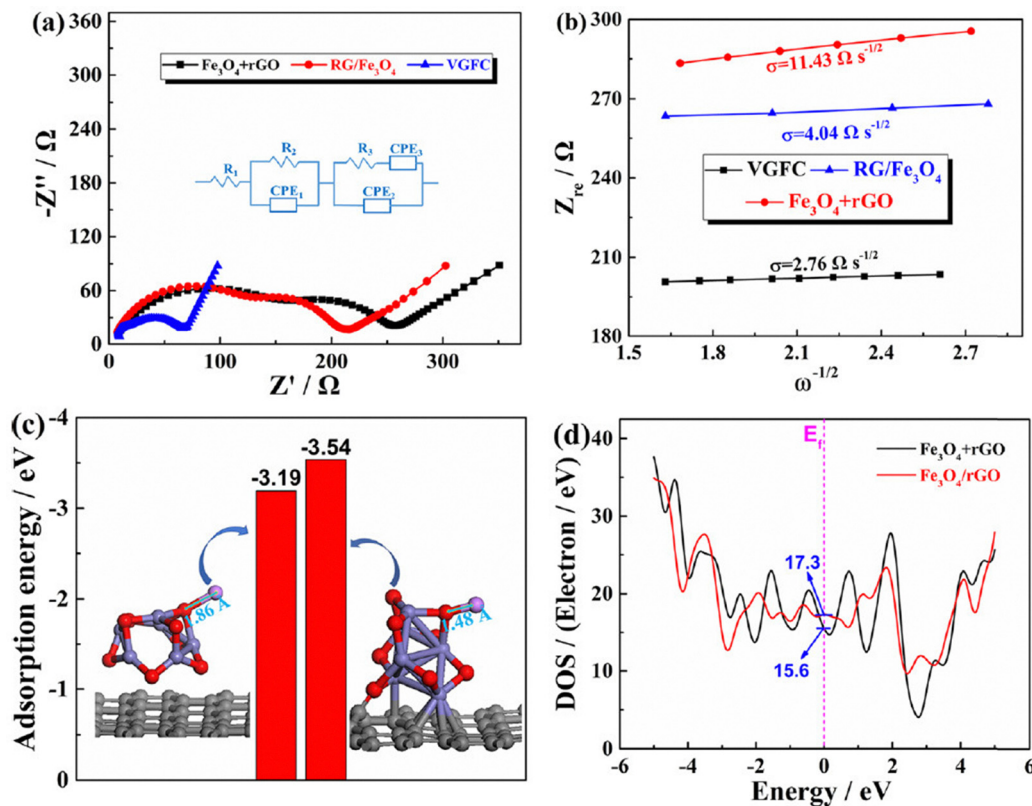 (a)
360
300
240
180
120
60
0
-Z'' / Ω
Fe₃O₄+rGO RG/Fe₃O₄ VGFC
R₁
R₂
CPE₁
R₃
CPE₃
CPE₂
0 100 200 300
Z' / Ω
(b)
300
270
240
210
180
Z_re / Ω
σ=11.43 Ω s^-1/2
σ=4.04 Ω s^-1/2
VGFC RG/Fe₃O₄
Fe₃O₄+rGO
σ=2.76 Ω s^-1/2
1.5 1.8 2.1 2.4 2.7
ω^-1/2
(c)
-4
-3
-2
-1
0
Adsorption energy / eV
-3.19
-3.54
1.86 A
1.48 A
(d)
40
30
20
10
0
DOS / (Electron / eV)
E_f
Fe₃O₄+rGO
Fe₃O₄/rGO
17.3
15.6
-6 -4 -2 0 2 4 6
Energy / eV